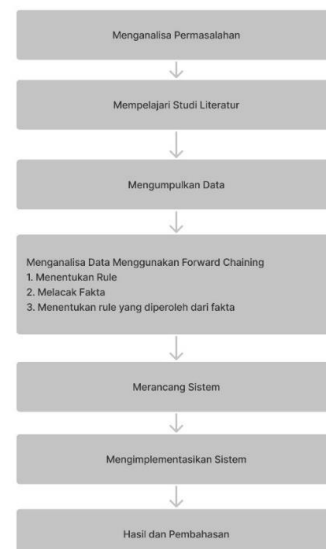 Menganalisa Permasalahan
Mempelajari Studi Literatur
Mengumpulkan Data
Menganalisa Data Menggunakan Forward Chaining
1. Menentukan Rule
2. Melacak Fakta
3. Menentukan rule yang diperoleh dari fakta
Merancang Sistem
Mengimplementasikan Sistem
Hasil dan Pembahasan